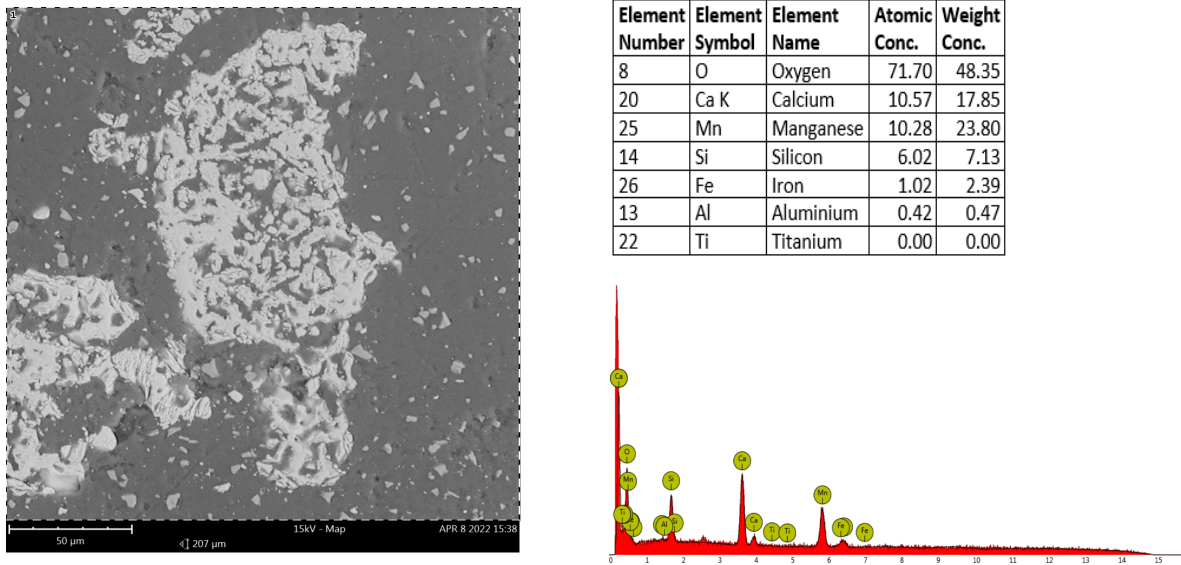 1
15kV - Map
APR 8 2022 15:38
50 µm
207 µm
Element Number Element Symbol Element Name Atomic Conc. Weight Conc.
8 O Oxygen 71.70 48.35
20 Ca K Calcium 10.57 17.85
25 Mn Manganese 10.28 23.80
14 Si Silicon 6.02 7.13
26 Fe Iron 1.02 2.39
13 Al Aluminium 0.42 0.47
22 Ti Titanium 0.00 0.00
Ca
O
Ca
Mn
Si
Mn
Ti
Al
Si
Ca
Ti
Ti
Fe
Fe
0 1 2 3 4 5 6 7 8 9 10 11 12 13 14 15